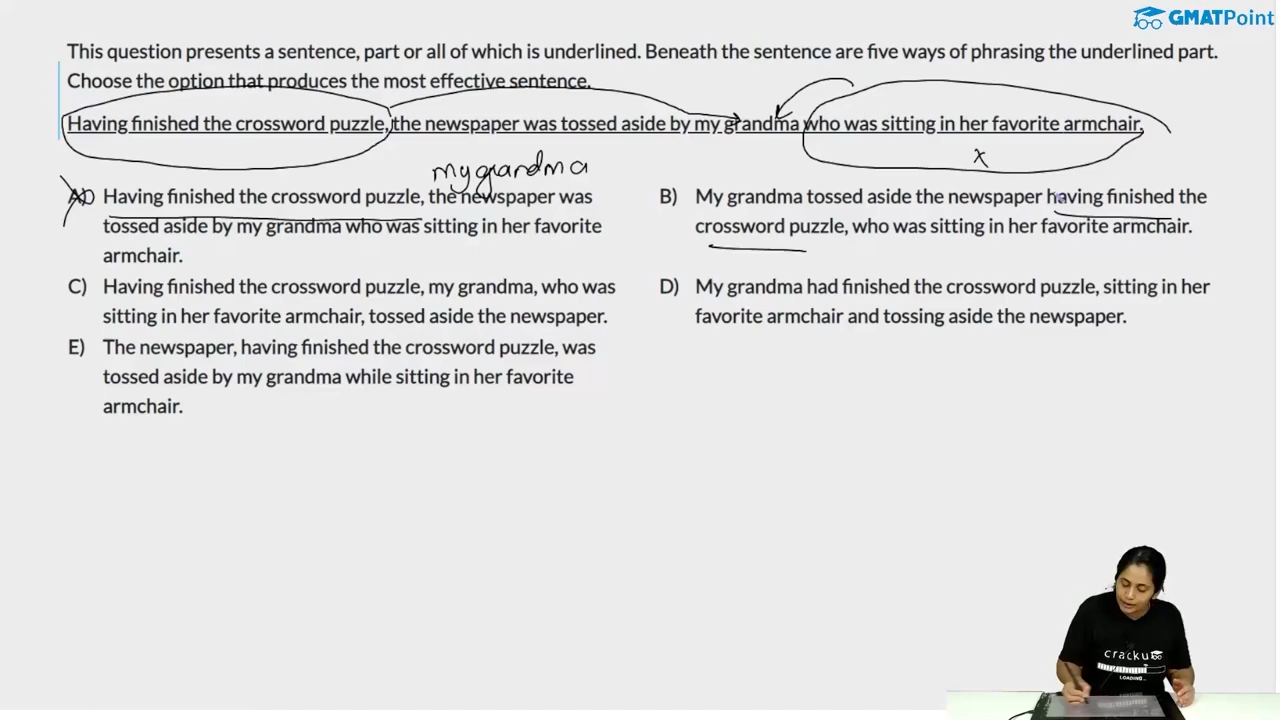 GMATPoint
This question presents a sentence, part or all of which is underlined. Beneath the sentence are five ways of phrasing the underlined part.
Choose the option that produces the most effective sentence.
Having finished the crossword puzzle, the newspaper was tossed aside by my grandma who was sitting in her favorite armchair.
my grandma
x
A) Having finished the crossword puzzle, the newspaper was
tossed aside by my grandma who was sitting in her favorite
armchair.
B) My grandma tossed aside the newspaper having finished the
crossword puzzle, who was sitting in her favorite armchair.
C) Having finished the crossword puzzle, my grandma, who was
sitting in her favorite armchair, tossed aside the newspaper.
D) My grandma had finished the crossword puzzle, sitting in her
favorite armchair and tossing aside the newspaper.
E) The newspaper, having finished the crossword puzzle, was
tossed aside by my grandma while sitting in her favorite
armchair.
cracku
LOADING...